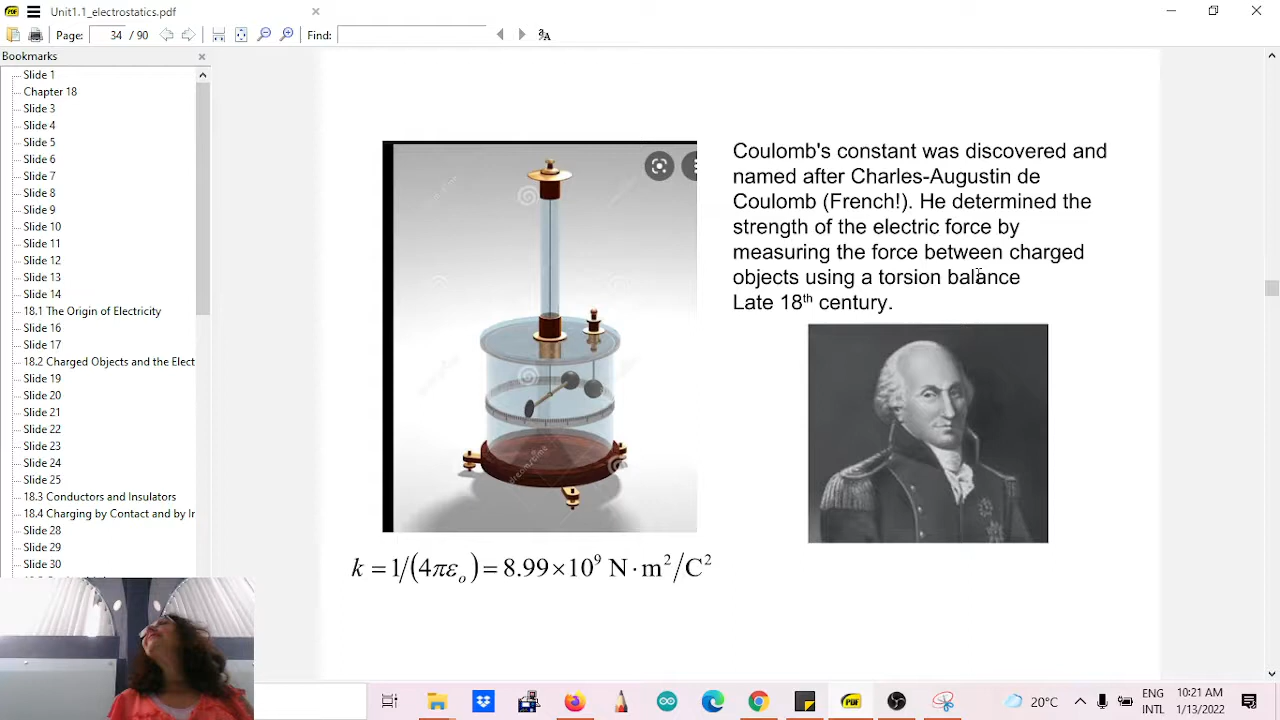 Unit1.1_electrostatics.pdf
Page: 34 / 90 Find:
Bookmarks
Slide 1
Chapter 18
Slide 3
Slide 4
Slide 5
Slide 6
Slide 7
Slide 8
Slide 9
Slide 10
Slide 11
Slide 12
Slide 13
Slide 14
18.1 The Origin of Electricity
Slide 16
Slide 17
18.2 Charged Objects and the Elect
Slide 19
Slide 20
Slide 21
Slide 22
Slide 23
Slide 24
Slide 25
18.3 Conductors and Insulators
18.4 Charging by Contact and by In
Slide 28
Slide 29
Slide 30
Coulomb's constant was discovered and
named after Charles-Augustin de
Coulomb (French!). He determined the
strength of the electric force by
measuring the force between charged
objects using a torsion balance
Late 18th century.
k = 1/(4πε₀) = 8.99×10⁹ N·m²/C²
PDF
ENG
INTL
20°C
10:21 AM
1/13/2022